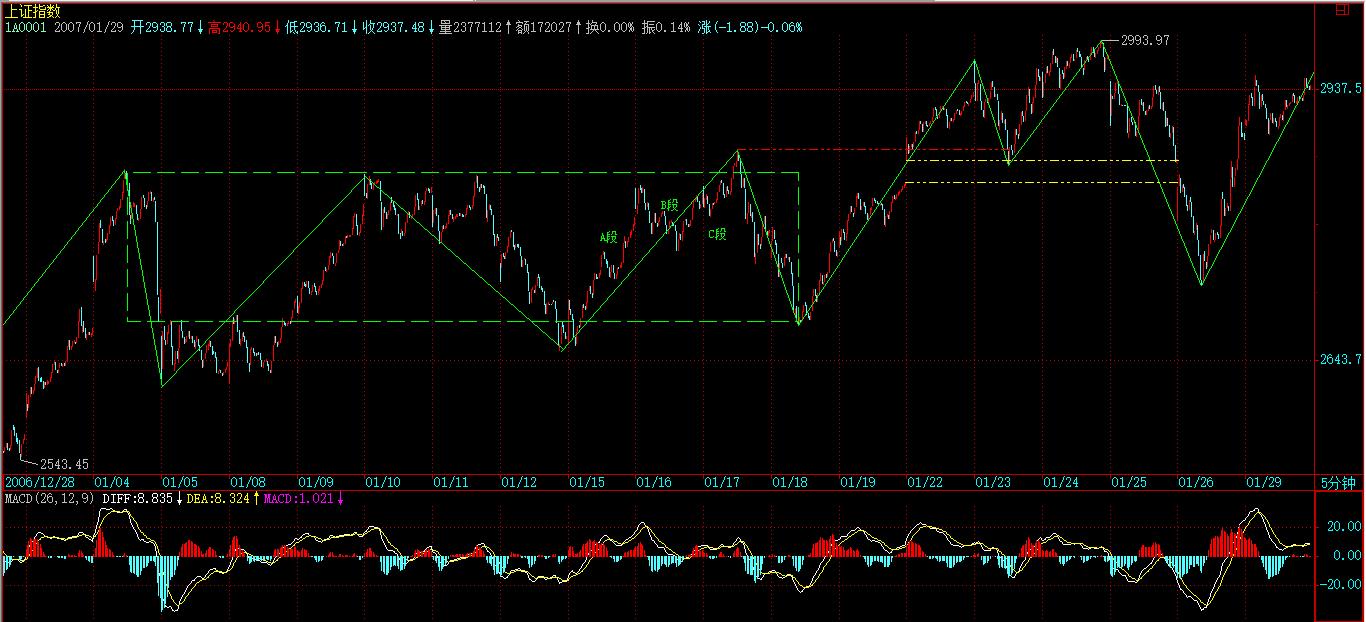 上证指数
1A0001 2007/01/29 开2938.77↓高2940.95↓低2936.71↓收2937.48↓量2377112↑额172027↑换0.00% 振0.14% 涨(-1.88)-0.06%
2993.97
2937.5
B段
A段
C段
2643.7
2543.45
2006/12/28 01/04 01/05 01/08 01/09 01/10 01/11 01/12 01/15 01/16 01/17 01/18 01/19 01/22 01/23 01/24 01/25 01/26 01/29 5分钟
MACD(26,12,9) DIFF:8.835↓DEA:8.324↑MACD:1.021↓
20.00
0.00
-20.00